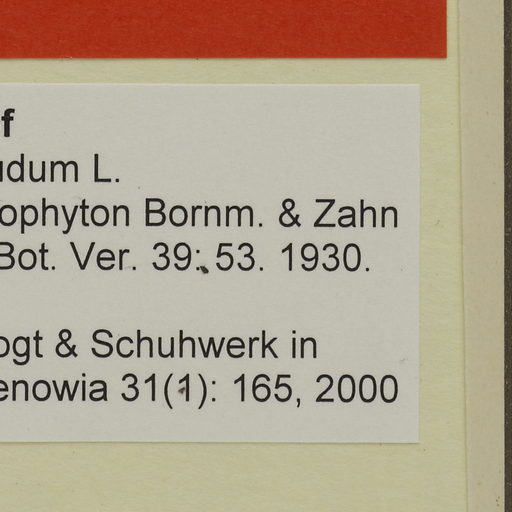 f
udum L.
ophyton Bornm. & Zahn
Bot. Ver. 39: 53. 1930.
ogt & Schuhwerk in
enowia 31(1): 165, 2000